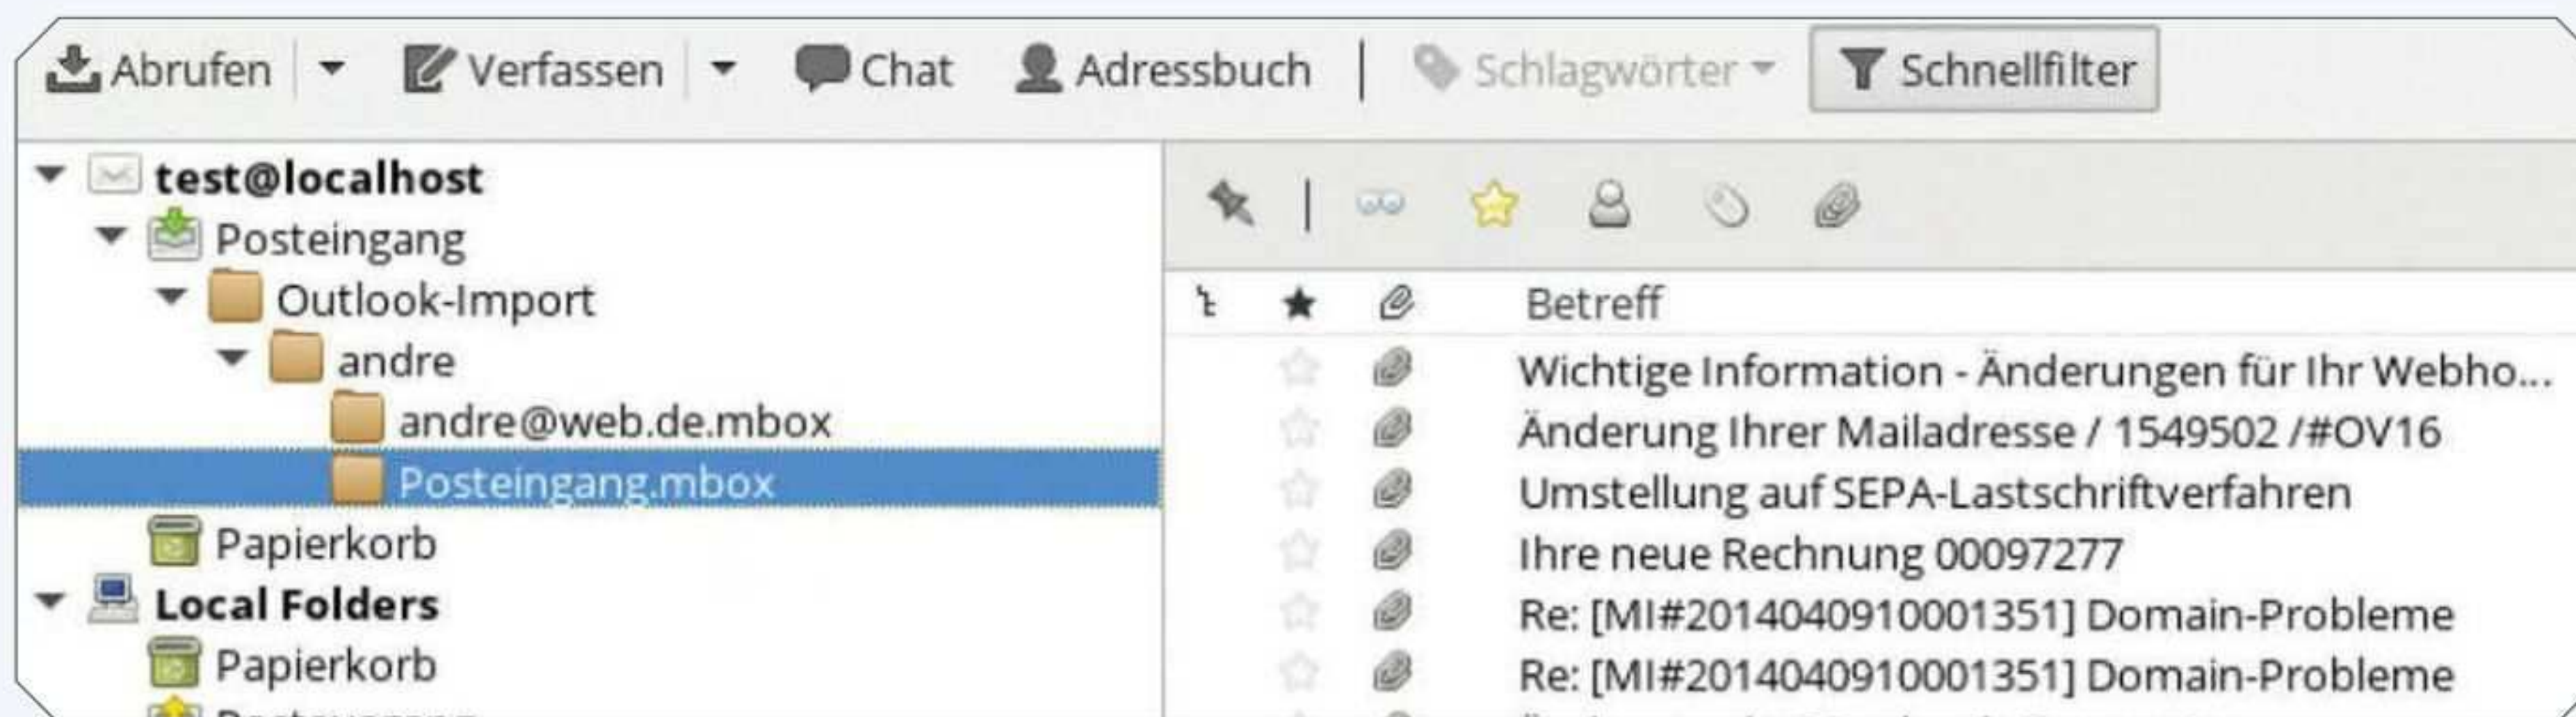 Abrufen Verfassen Chat Adressbuch Schlagwörter Schnellfilter
test@localhost
Posteingang
Outlook-Import
andre
andre@web.de.mbox
Posteingang.mbox
Papierkorb
Local Folders
Papierkorb
Betreff
Wichtige Information - Änderungen für Ihr Webho...
Änderung Ihrer Mailadresse / 1549502 /#OV16
Umstellung auf SEPA-Lastschriftverfahren
Ihre neue Rechnung 00097277
Re: [MI#2014040910001351] Domain-Probleme
Re: [MI#2014040910001351] Domain-Probleme